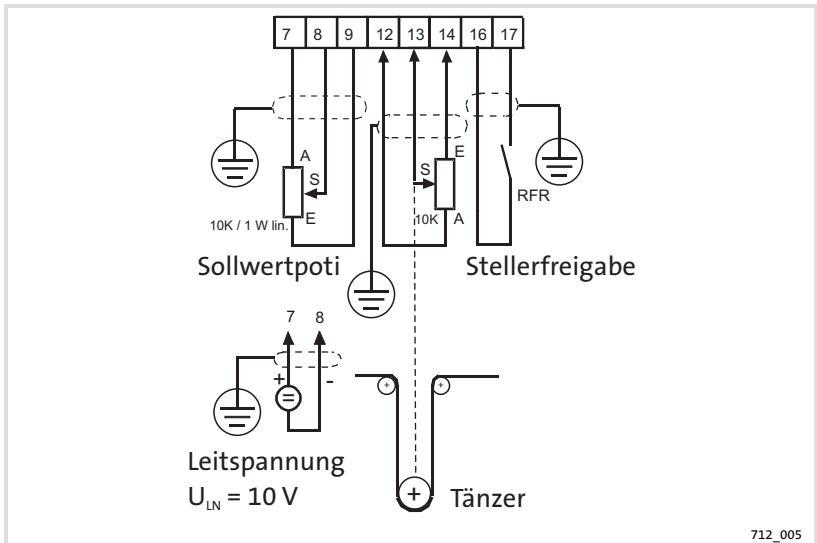 7 8 9 12 13 14 16 17
A
S
E
10K / 1 W lin.
E
S
10K
A
RFR
Sollwertpoti
Stellerfreigabe
7 8
+
-
=
+ +
Leitspannung
U_LN = 10 V
+
Tänzer
712_005